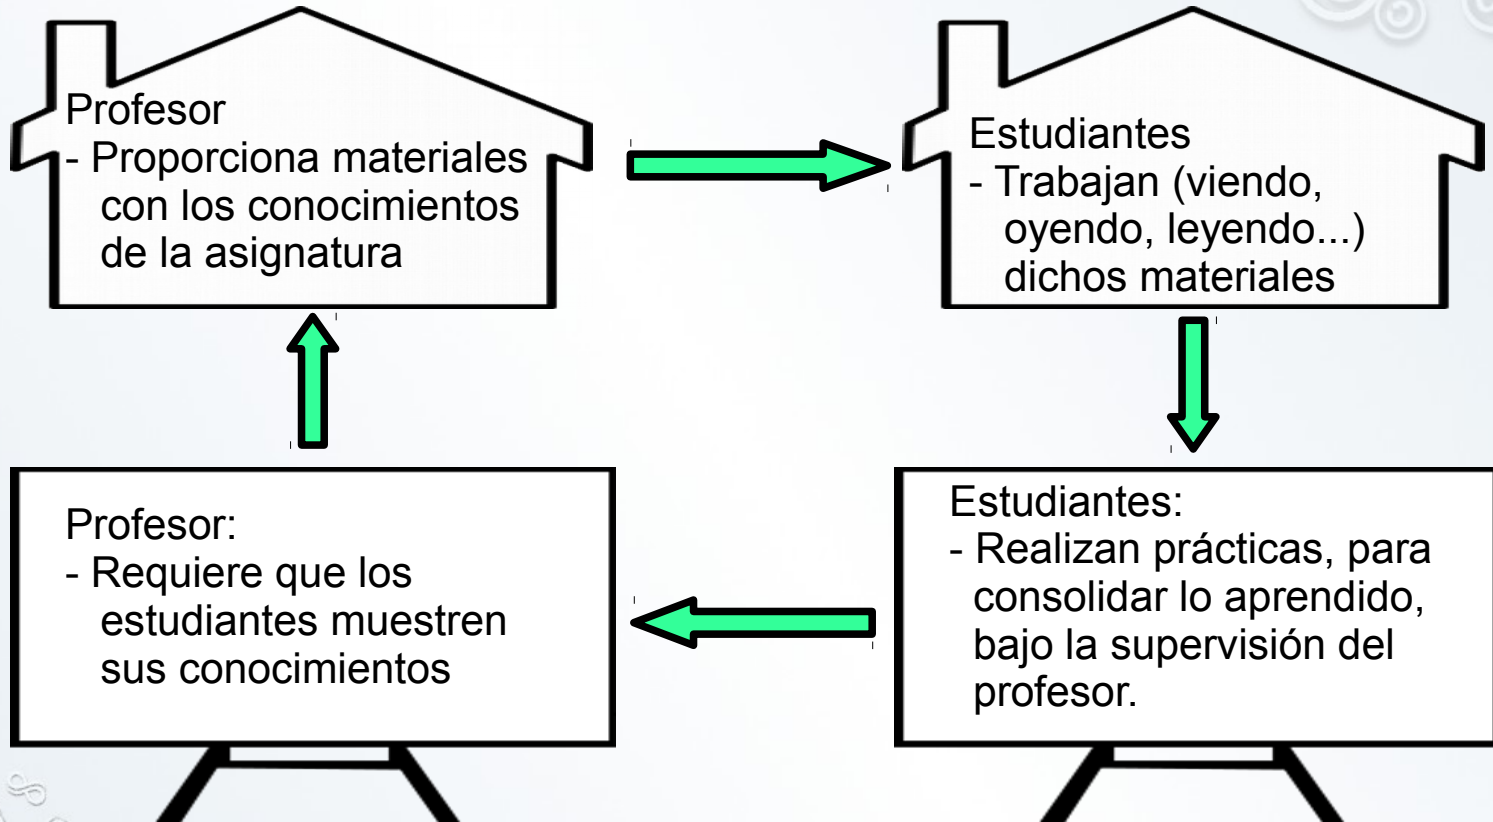 Profesor
- Proporciona materiales
con los conocimientos
de la asignatura
Estudiantes
- Trabajan (viendo,
oyendo, leyendo...)
dichos materiales
Profesor:
- Requiere que los
estudiantes muestren
sus conocimientos
Estudiantes:
- Realizan prácticas, para
consolidar lo aprendido,
bajo la supervisión del
profesor.